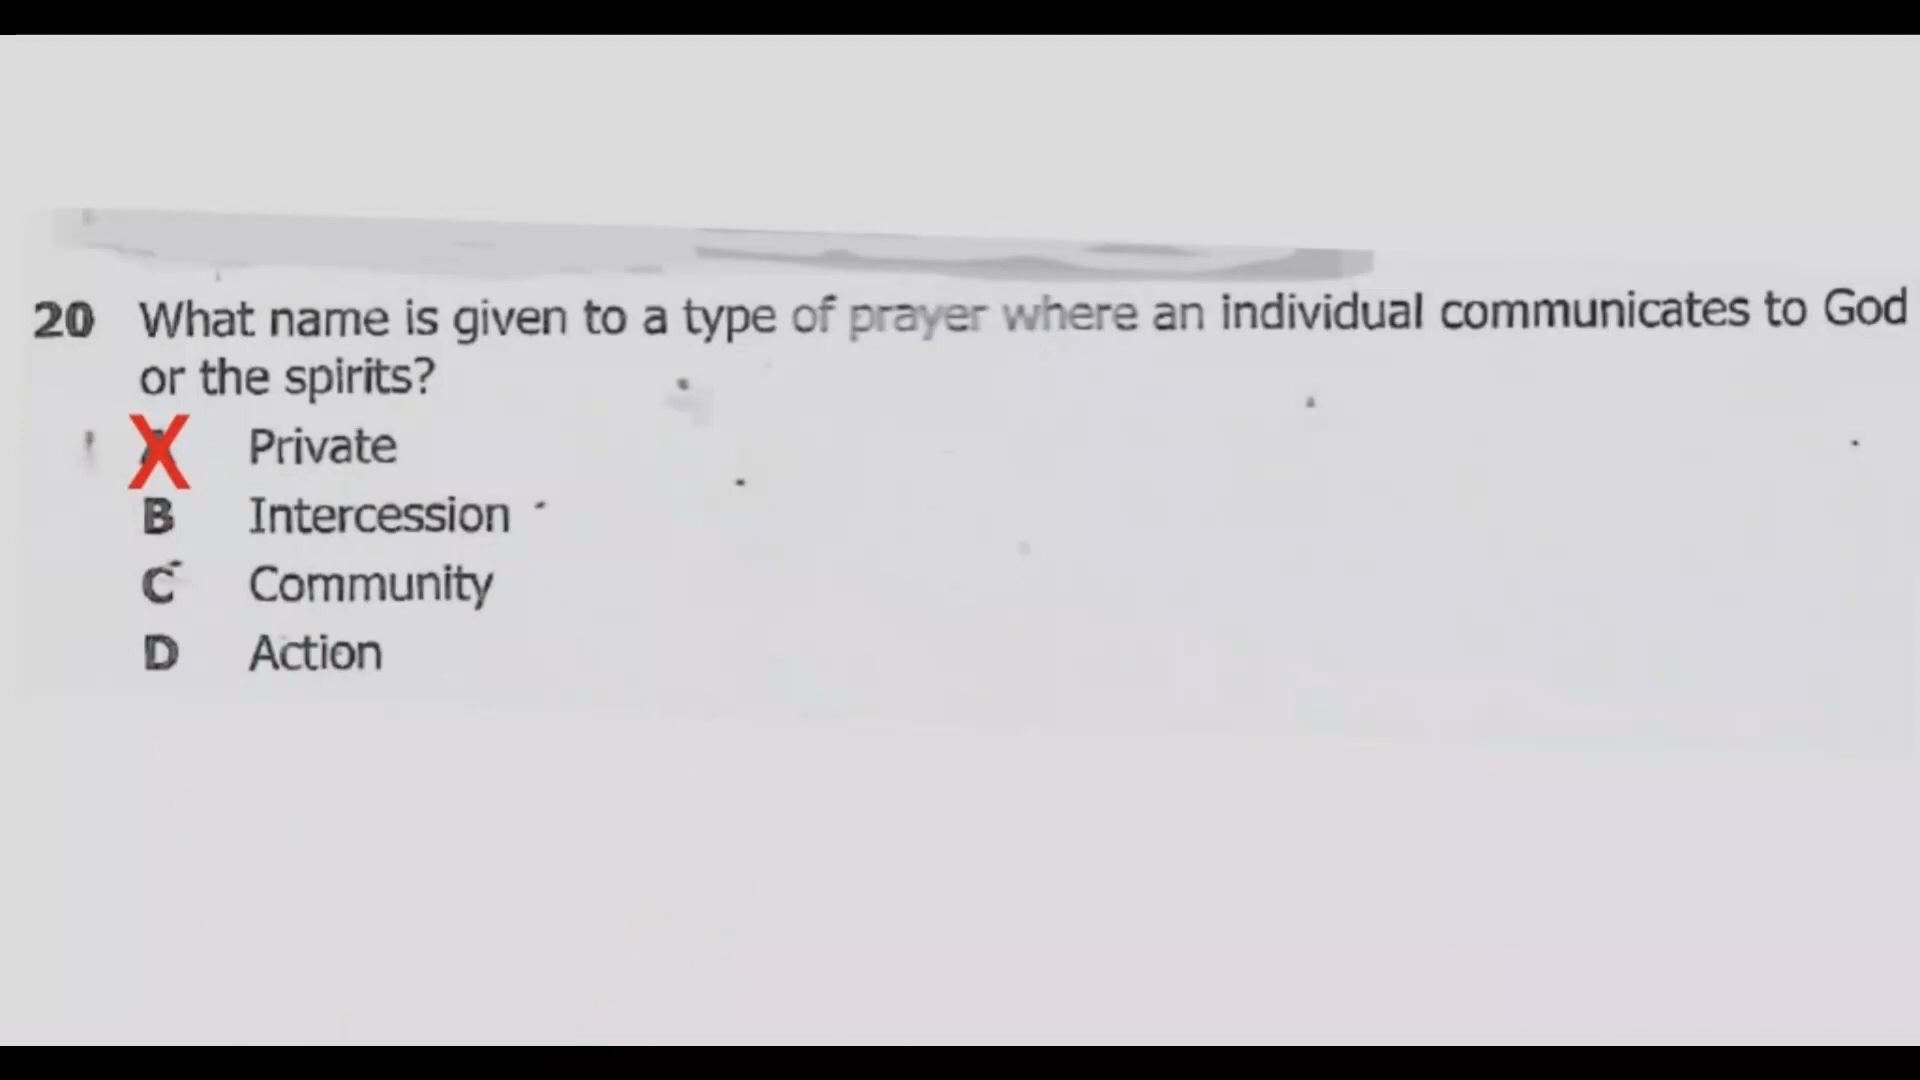 20 What name is given to a type of prayer where an individual communicates to God
or the spirits?
X Private
B Intercession
C Community
D Action